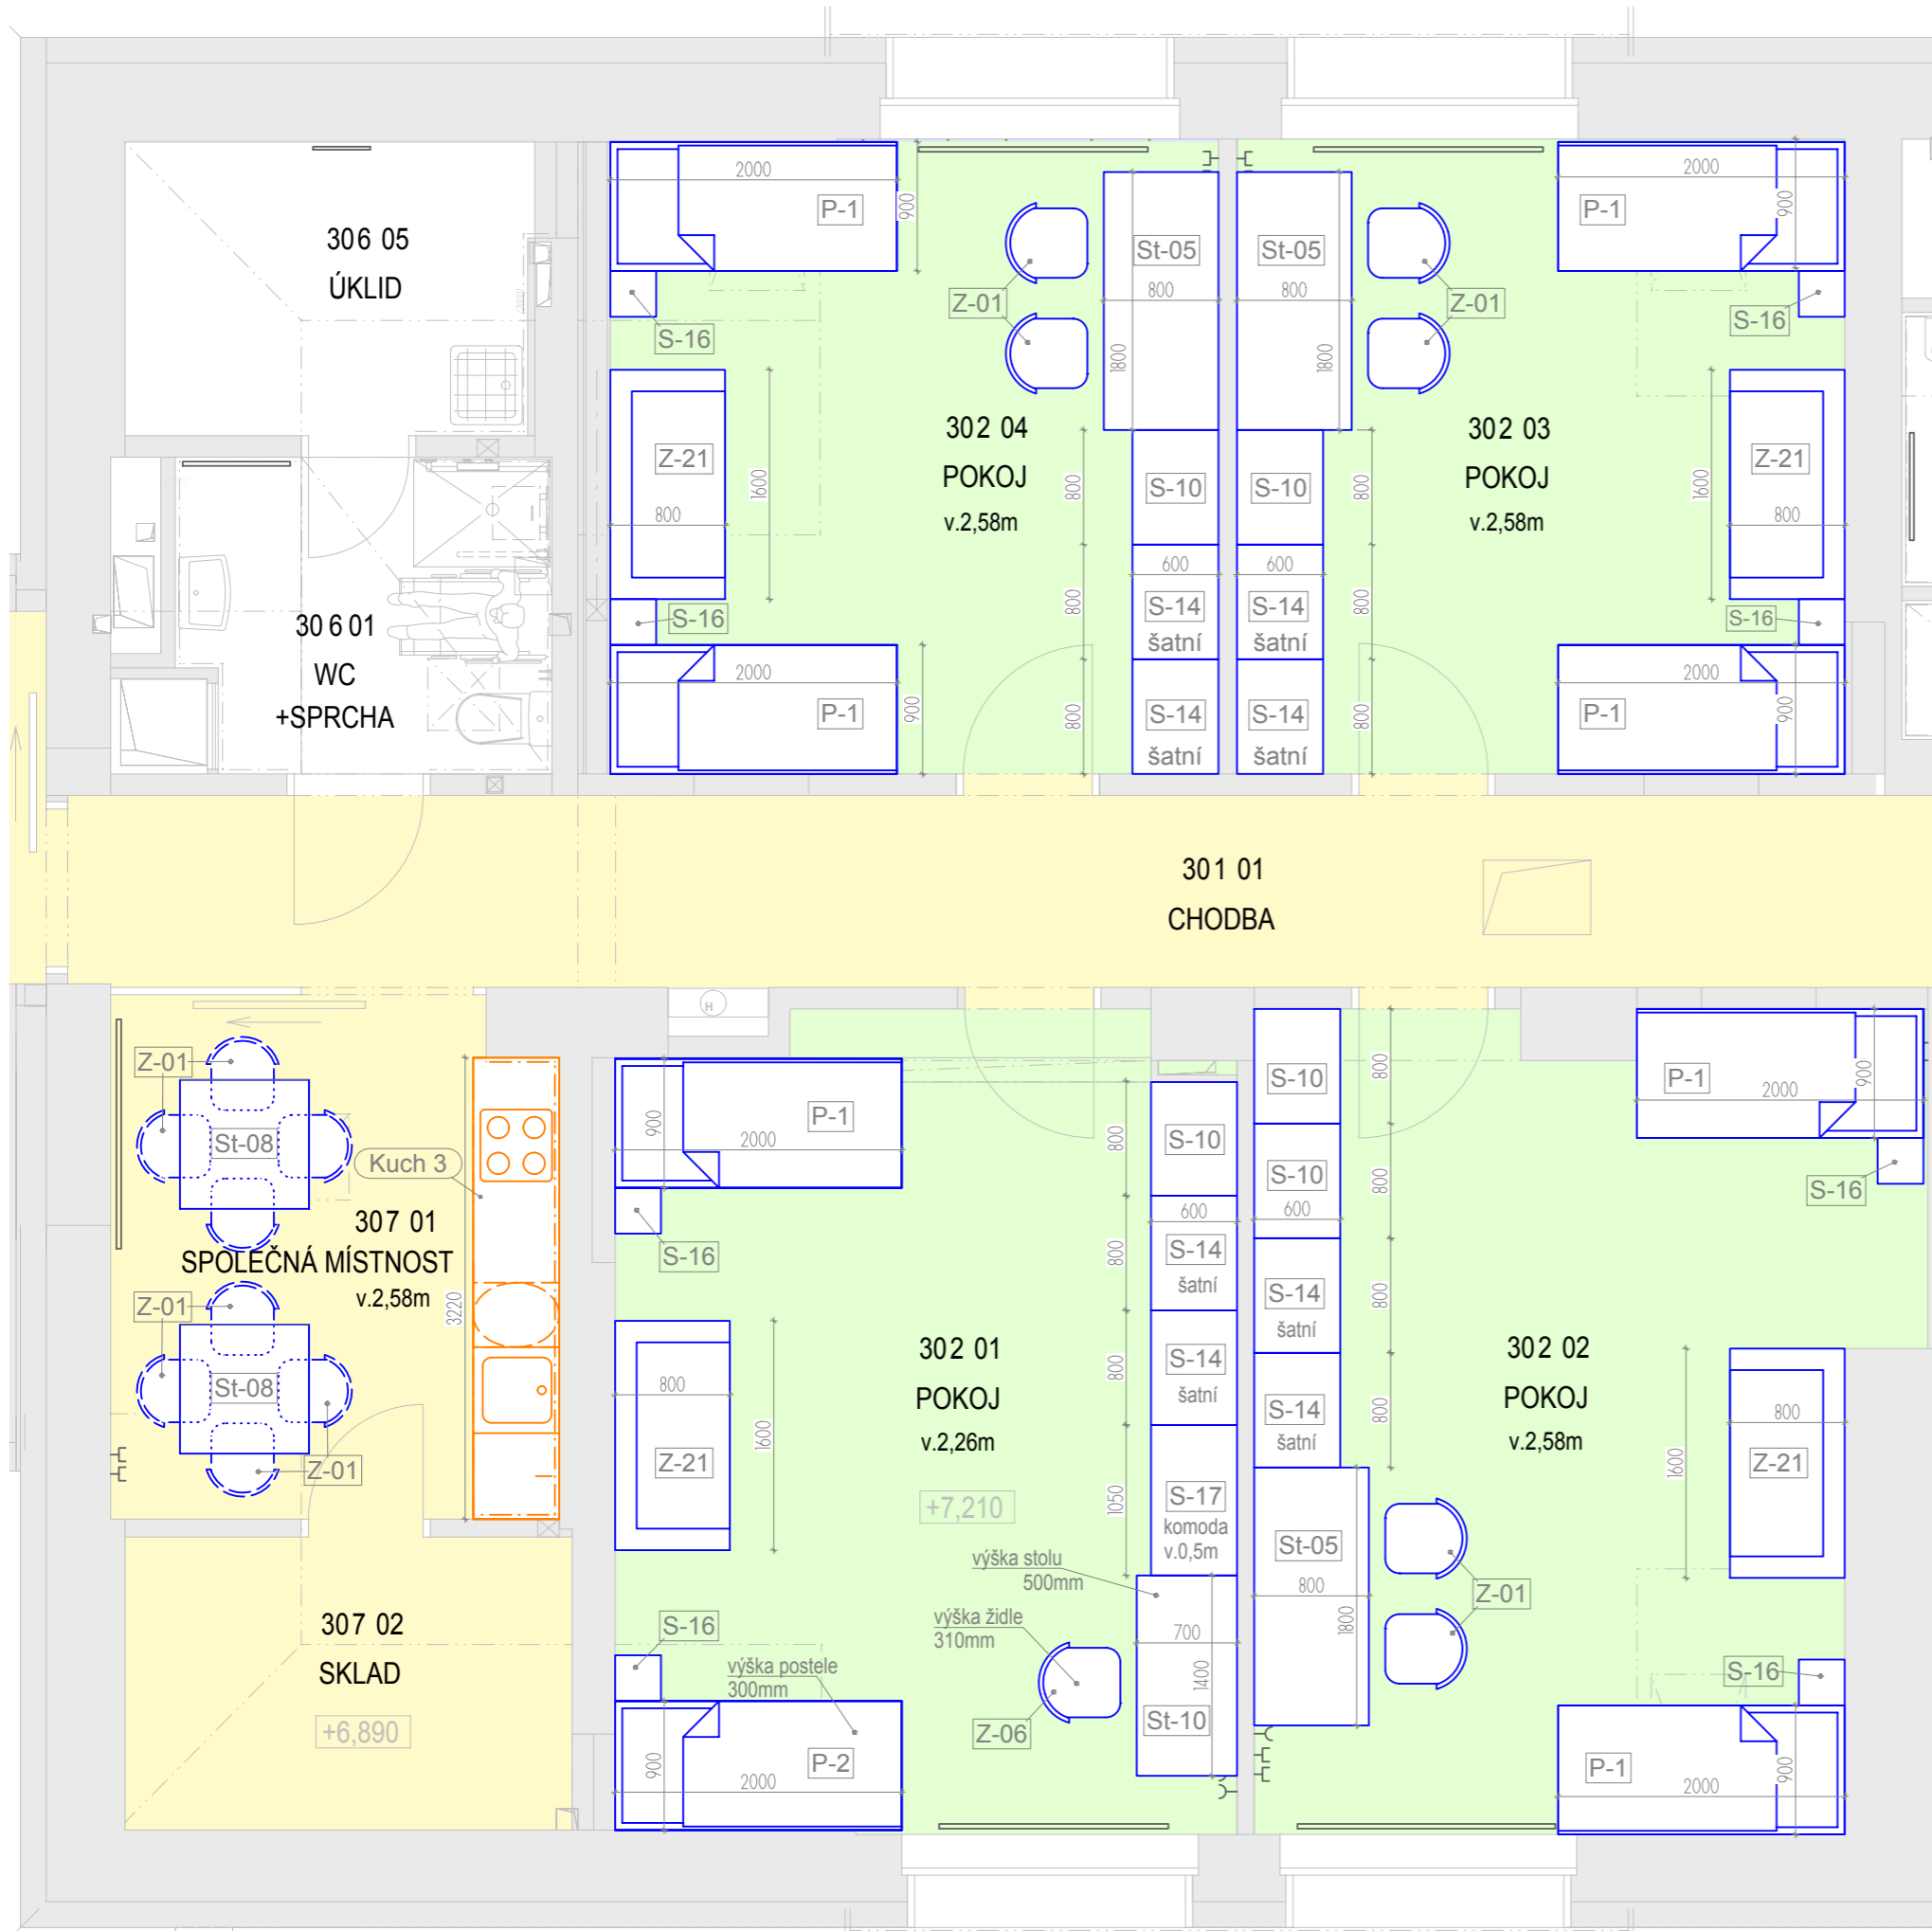 306 05
ÚKLID
2000
P-1
900
S-16
Z-01
St-05
800
1800
Z-21
800
1600
302 04
POKOJ
v.2,58m
800
S-10
800
600
S-14
šatní
S-16
2000
P-1
900
800
S-14
šatní
St-05
800
1800
Z-01
2000
P-1
900
S-16
302 03
POKOJ
v.2,58m
Z-21
800
1600
S-10
800
600
S-14
šatní
800
S-16
S-14
šatní
800
2000
P-1
900
306 01
WC
+SPRCHA
301 01
CHODBA
H
Z-01
St-08
Kuch 3
307 01
SPOLEČNÁ MÍSTNOST
v.2,58m
3220
Z-01
St-08
Z-01
307 02
SKLAD
+6,890
900
P-1
2000
S-16
800
S-10
800
600
S-14
šatní
800
S-14
šatní
800
Z-21
1600
302 01
POKOJ
v.2,26m
+7,210
1050
S-17
komoda
v.0,5m
výška stolu
500mm
výška židle
310mm
700
1400
St-10
Z-06
S-16
výška postele
300mm
900
P-2
2000
S-10
800
S-10
800
600
S-14
šatní
800
S-14
šatní
800
P-1
900
2000
S-16
302 02
POKOJ
v.2,58m
800
Z-21
1600
St-05
800
1800
Z-01
S-16
P-1
900
2000